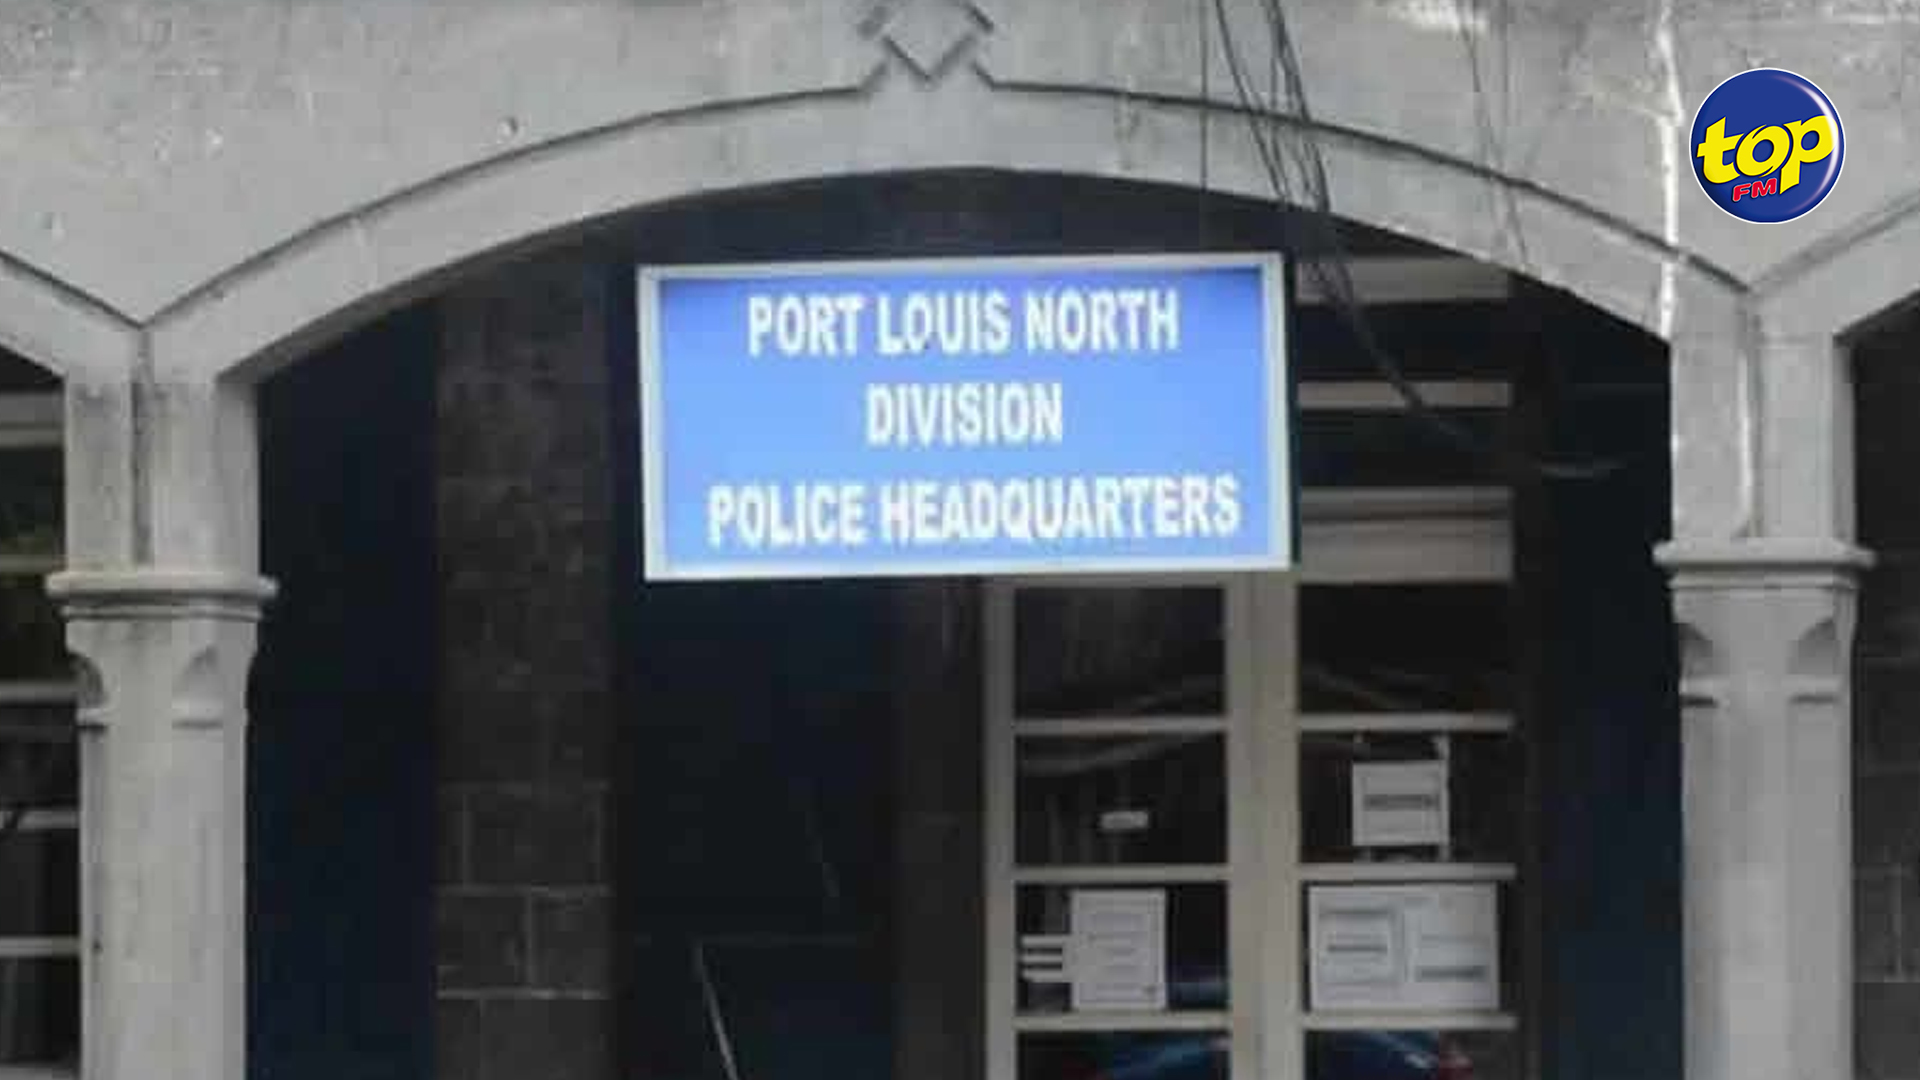 top
FM
PORT LOUIS NORTH
DIVISION
POLICE HEADQUARTERS